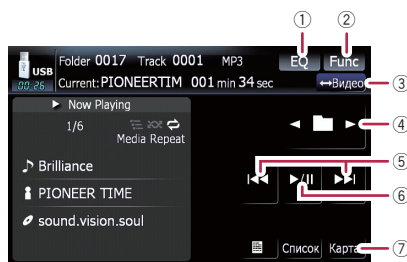 ① ②
USB Folder 0017 Track 0001 MP3 EQ Func
00:26 Current:PIONEERTIM 001 min 34 sec ↔Видео ③
Now Playing
1/6
Media Repeat
④
Brilliance
⑤
PIONEER TIME
⑥
sound.vision.soul
Список Карта ⑦